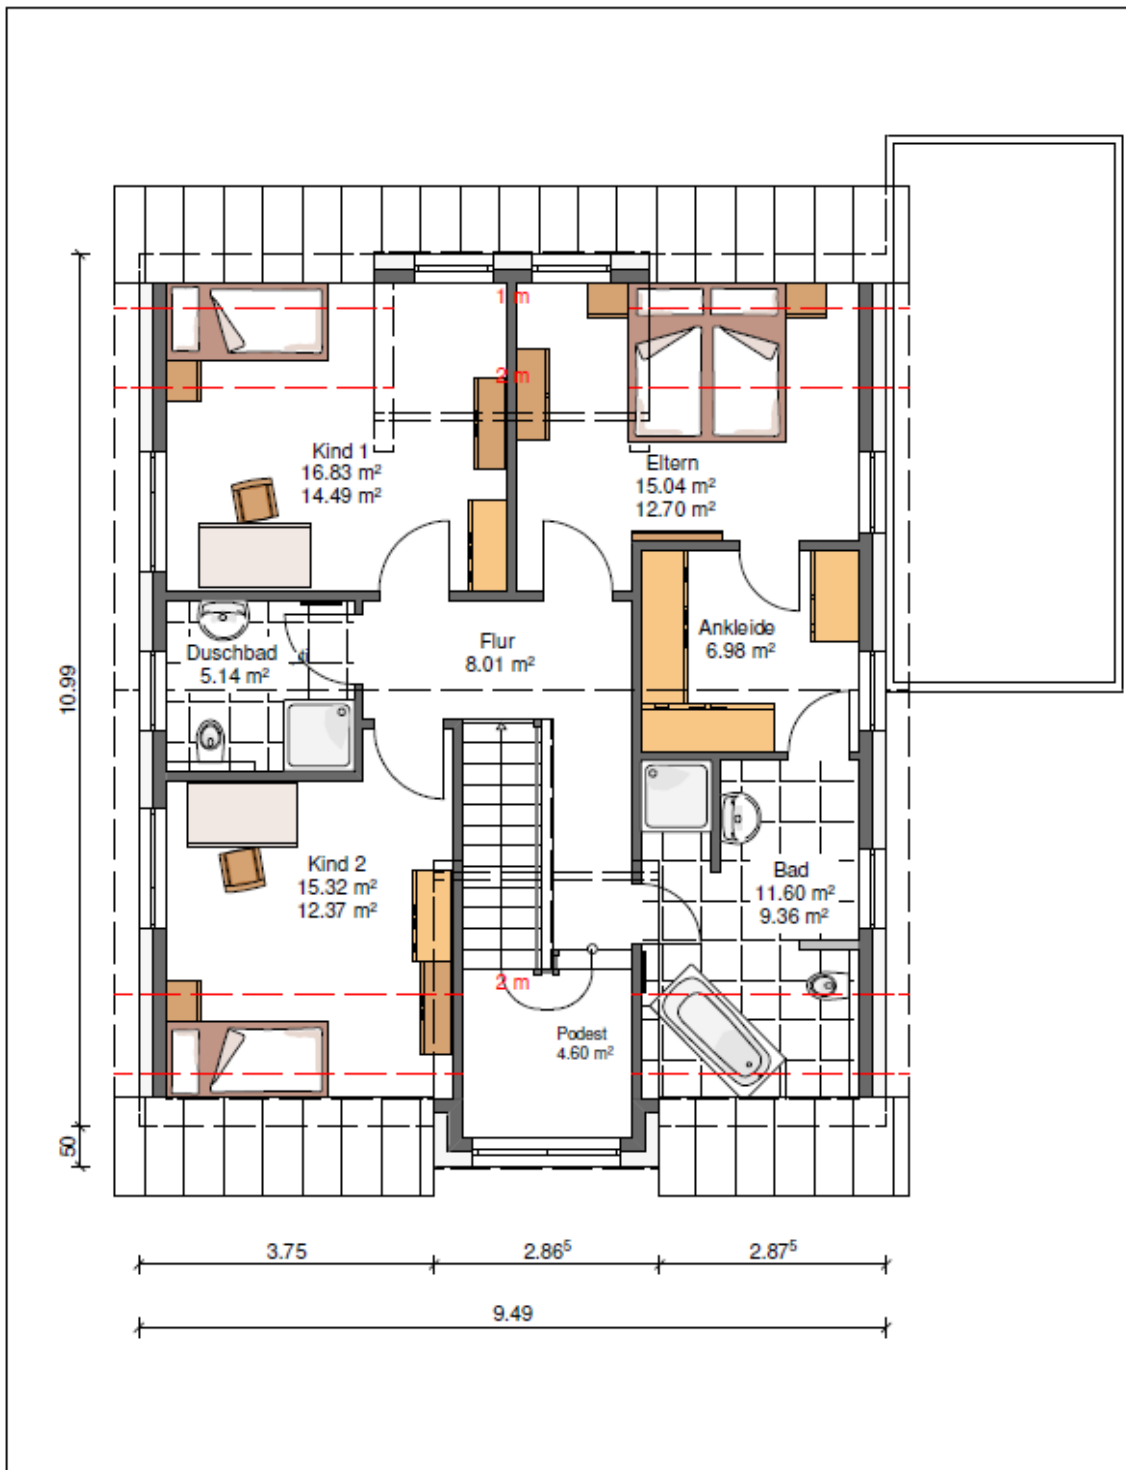 1 m
2 m
Kind 1
16.83 m²
14.49 m²
Eltern
15.04 m²
12.70 m²
Duschbad
5.14 m²
Flur
8.01 m²
Ankleide
6.98 m²
10.99
Kind 2
15.32 m²
12.37 m²
Bad
11.60 m²
9.36 m²
2 m
Podest
4.60 m²
50
3.75
2.86⁵
2.87⁵
9.49